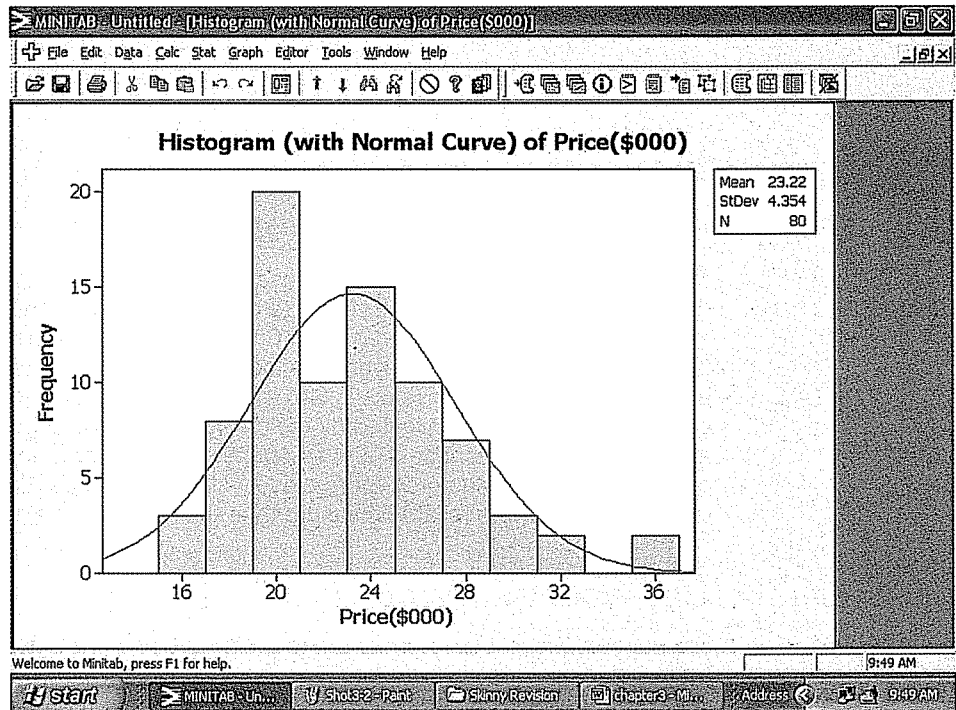 MINITAB - Untitled - [Histogram (with Normal Curve) of Price($000)]
File Edit Data Calc Stat Graph Editor Tools Window Help
Histogram (with Normal Curve) of Price($000)
Mean 23.22
StDev 4.354
N 80
20
15
10
5
0
Frequency
16 20 24 28 32 36
Price($000)
Welcome to Minitab, press F1 for help.
9:49 AM
start MINITAB - Un... Shot3-2 - Paint Skinny Revision chapter3 - Mi... Address 9:49 AM